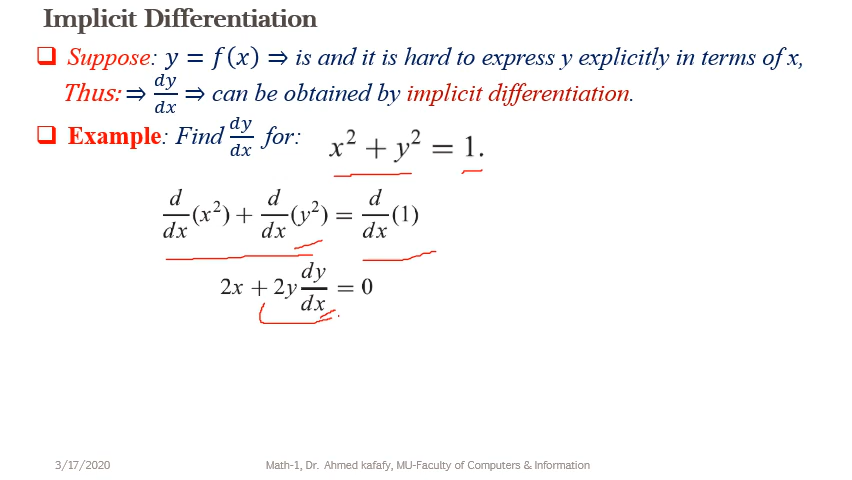 Implicit Differentiation
❑ Suppose: y = f(x) ⇒ is and it is hard to express y explicitly in terms of x,
Thus: ⇒ dy/dx ⇒ can be obtained by implicit differentiation.
❑ Example: Find dy/dx for: x² + y² = 1.
d/dx (x²) + d/dx (y²) = d/dx (1)
2x + 2y dy/dx = 0
3/17/2020 Math-1, Dr. Ahmed kafafy, MU-Faculty of Computers & Information